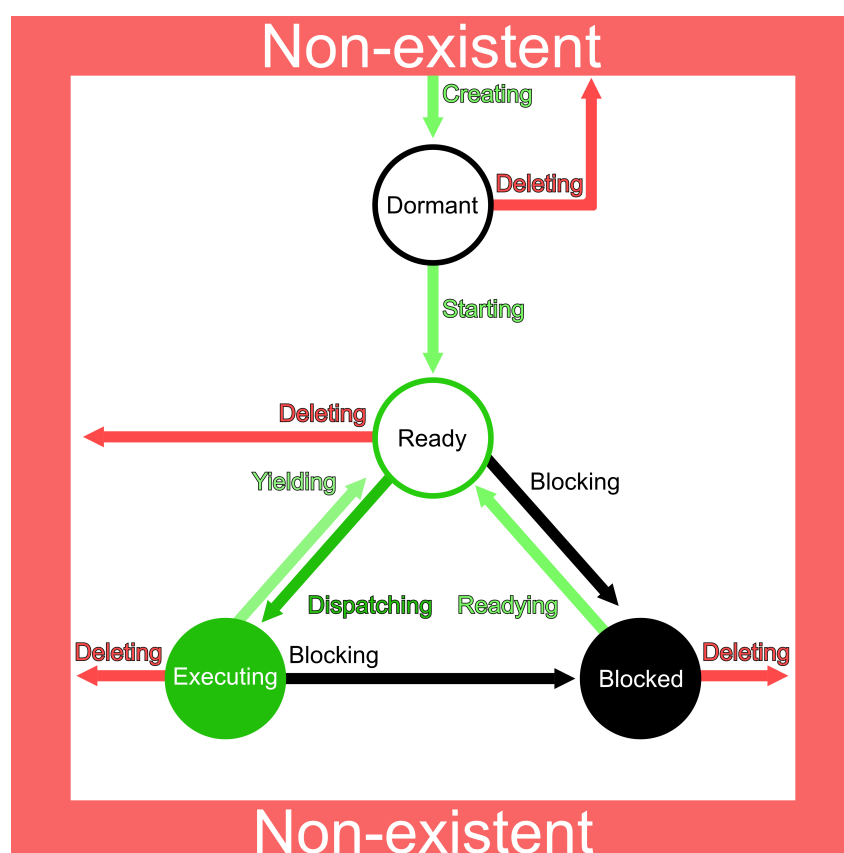 Non-existent
Creating
Deleting
Dormant
Starting
Deleting
Ready
Yielding
Blocking
Dispatching
Readying
Deleting
Blocking
Deleting
Executing
Blocked
Non-existent